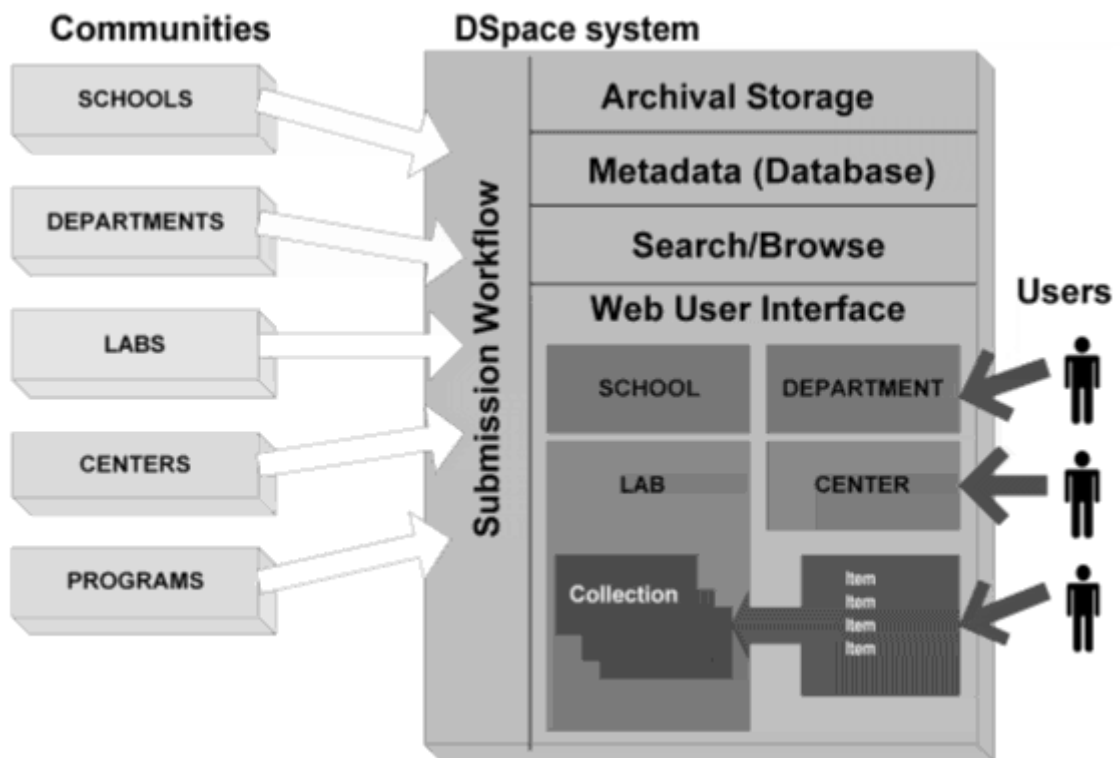 Communities
DSpace system
SCHOOLS
DEPARTMENTS
LABS
CENTERS
PROGRAMS
Submission Workflow
Archival Storage
Metadata (Database)
Search/Browse
Web User Interface
SCHOOL
DEPARTMENT
LAB
CENTER
Collection
Item
Item
Item
Item
Users